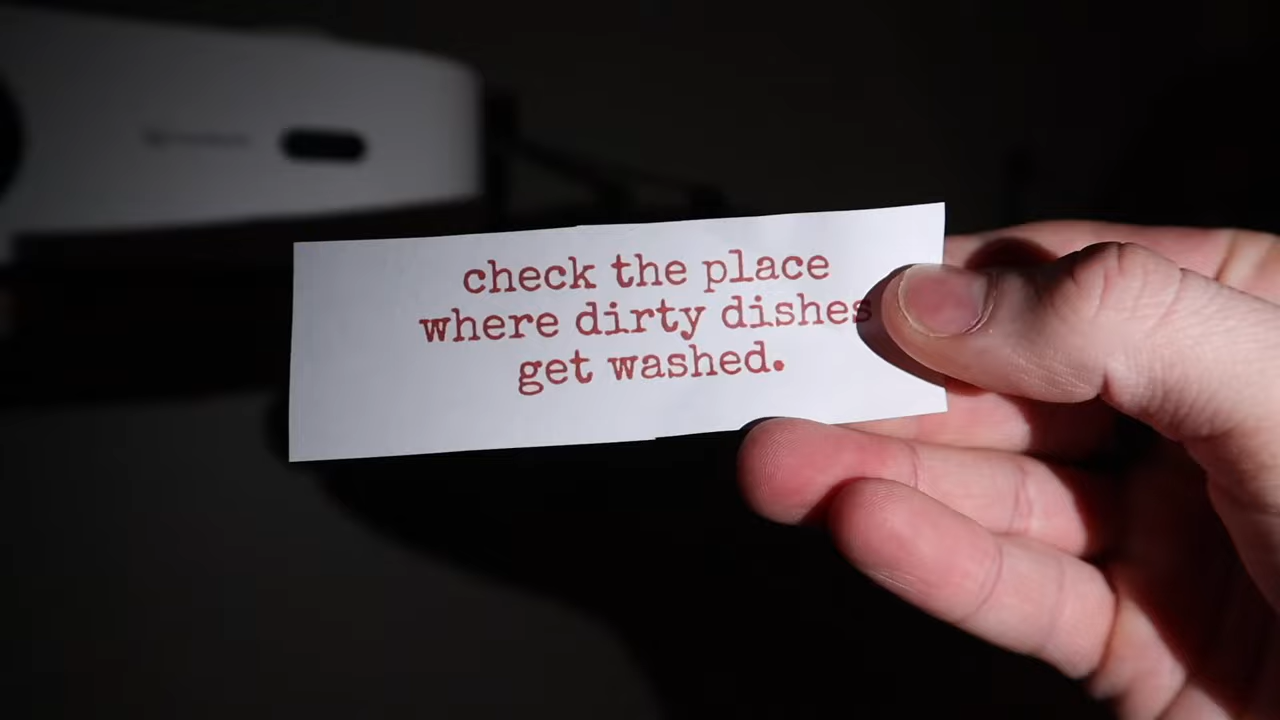 check the place
where dirty dishes
get washed.